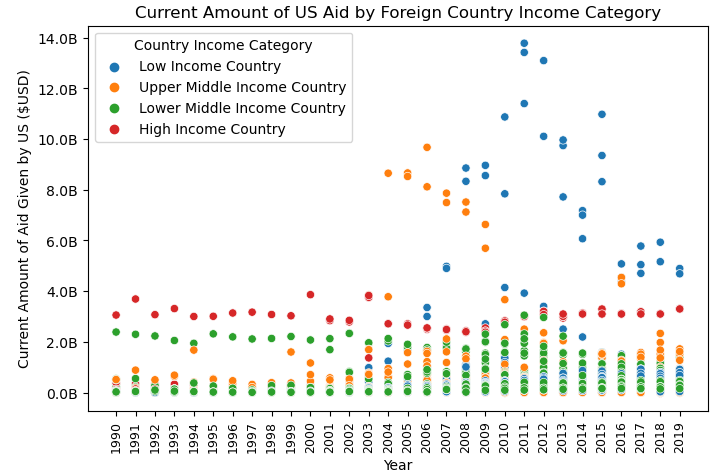 Current Amount of US Aid by Foreign Country Income Category
Current Amount of Aid Given by US ($USD)
14.0B
12.0B
10.0B
8.0B
6.0B
4.0B
2.0B
0.0B
Country Income Category
Low Income Country
Upper Middle Income Country
Lower Middle Income Country
High Income Country
1990 1991 1992 1993 1994 1995 1996 1997 1998 1999 2000 2001 2002 2003 2004 2005 2006 2007 2008 2009 2010 2011 2012 2013 2014 2015 2016 2017 2018 2019
Year